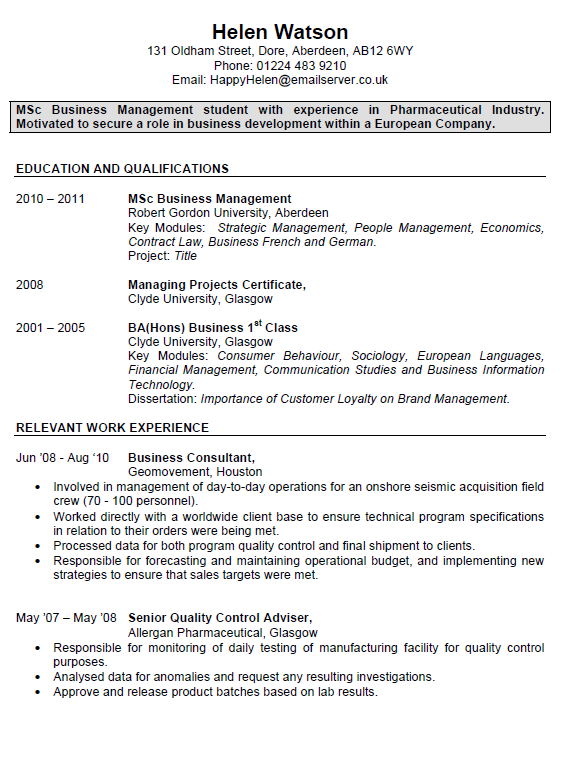 Helen Watson
131 Oldham Street, Dore, Aberdeen, AB12 6WY
Phone: 01224 483 9210
Email: HappyHelen@emailserver.co.uk
MSc Business Management student with experience in Pharmaceutical Industry.
Motivated to secure a role in business development within a European Company.
EDUCATION AND QUALIFICATIONS
2010 – 2011 MSc Business Management
Robert Gordon University, Aberdeen
Key Modules: Strategic Management, People Management, Economics,
Contract Law, Business French and German.
Project: Title
2008 Managing Projects Certificate,
Clyde University, Glasgow
2001 – 2005 BA(Hons) Business 1st Class
Clyde University, Glasgow
Key Modules: Consumer Behaviour, Sociology, European Languages,
Financial Management, Communication Studies and Business Information
Technology.
Dissertation: Importance of Customer Loyalty on Brand Management.
RELEVANT WORK EXPERIENCE
Jun ’08 - Aug ‘10 Business Consultant,
Geomovement, Houston
• Involved in management of day-to-day operations for an onshore seismic acquisition field
crew (70 - 100 personnel).
• Worked directly with a worldwide client base to ensure technical program specifications
in relation to their orders were being met.
• Processed data for both program quality control and final shipment to clients.
• Responsible for forecasting and maintaining operational budget, and implementing new
strategies to ensure that sales targets were met.
May ’07 – May ’08 Senior Quality Control Adviser,
Allergan Pharmaceutical, Glasgow
• Responsible for monitoring of daily testing of manufacturing facility for quality control
purposes.
• Analysed data for anomalies and request any resulting investigations.
• Approve and release product batches based on lab results.